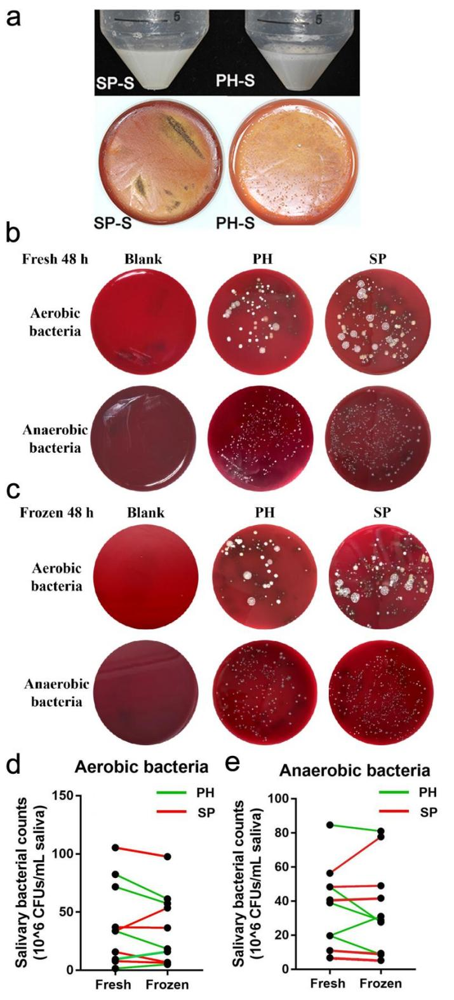 a
5
5
SP-S
PH-S
SP-S
PH-S
b
Fresh 48 h
Blank
PH
SP
Aerobic
bacteria
Anaerobic
bacteria
c
Frozen 48 h
Blank
PH
SP
Aerobic
bacteria
Anaerobic
bacteria
d
Aerobic bacteria
PH
SP
Salivary bacterial counts
(10^6 CFUs/mL saliva)
150
100
50
0
Fresh
Frozen
e
Anaerobic bacteria
PH
SP
Salivary bacterial counts
(10^6 CFUs/mL saliva)
100
80
60
40
20
0
Fresh
Frozen